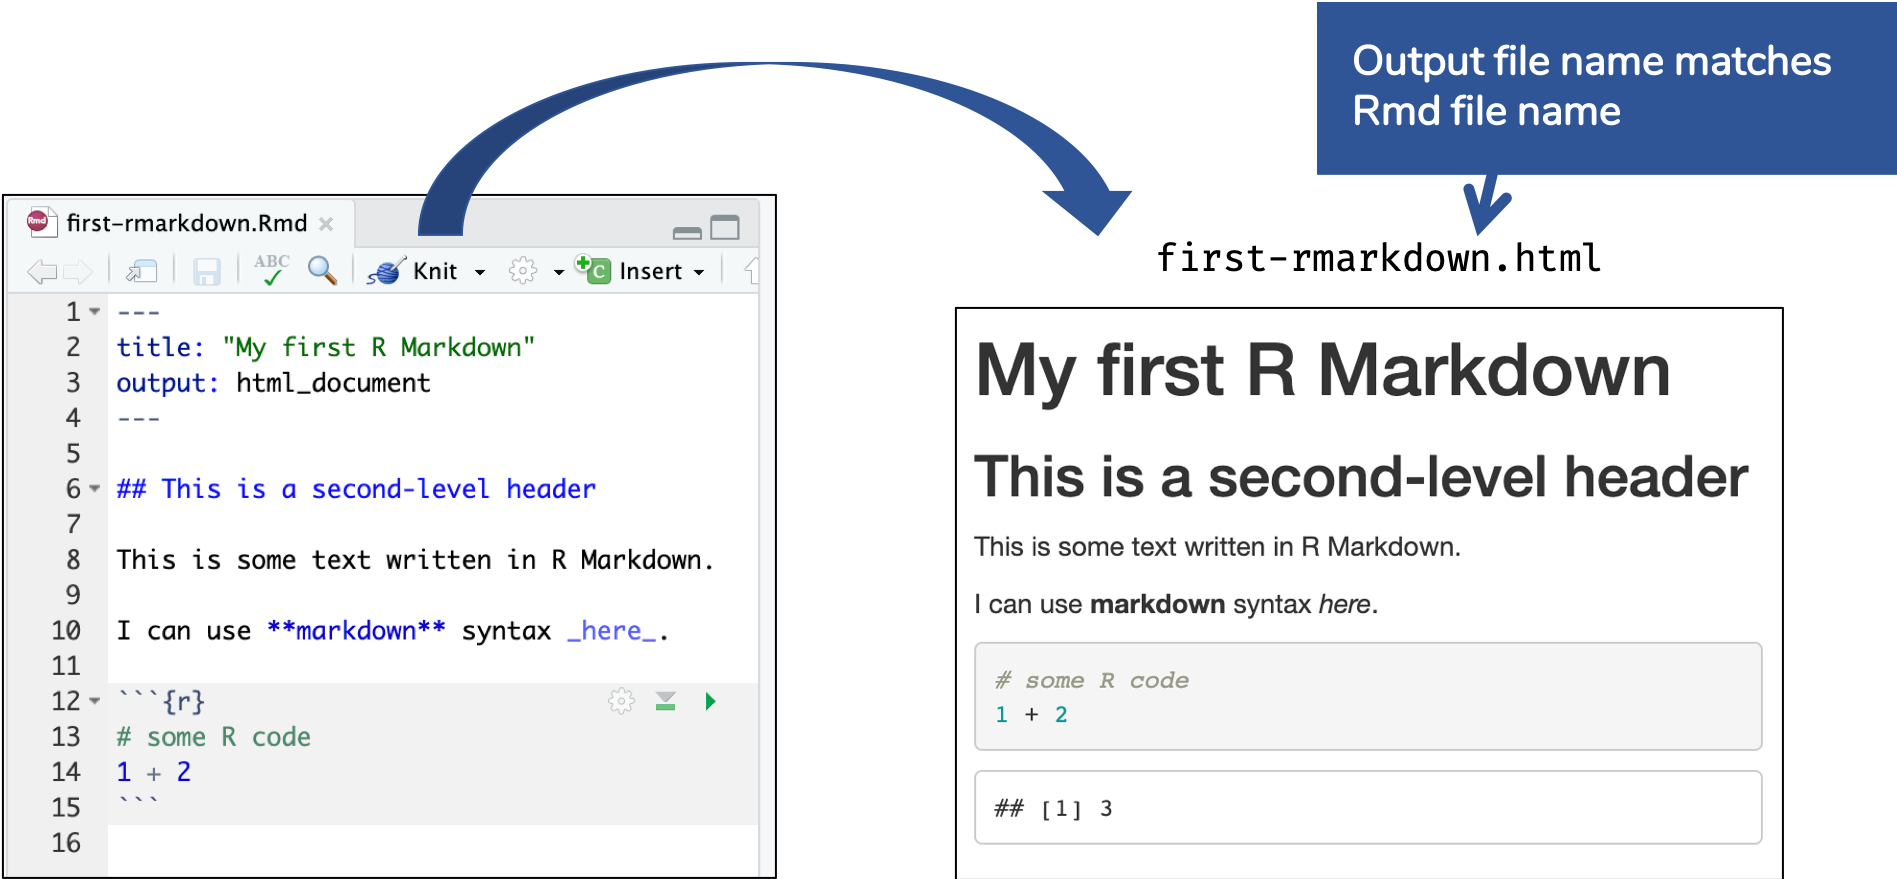 Output file name matches
Rmd file name
first-rmarkdown.Rmd
ABC Knit Insert
1 ---
2 title: "My first R Markdown"
3 output: html_document
4 ---
5
6 ## This is a second-level header
7
8 This is some text written in R Markdown.
9
10 I can use **markdown** syntax _here_.
11
12 ```{r}
13 # some R code
14 1 + 2
15 ```
16
first-rmarkdown.html
My first R Markdown
This is a second-level header
This is some text written in R Markdown.
I can use markdown syntax here.
# some R code
1 + 2
## [1] 3